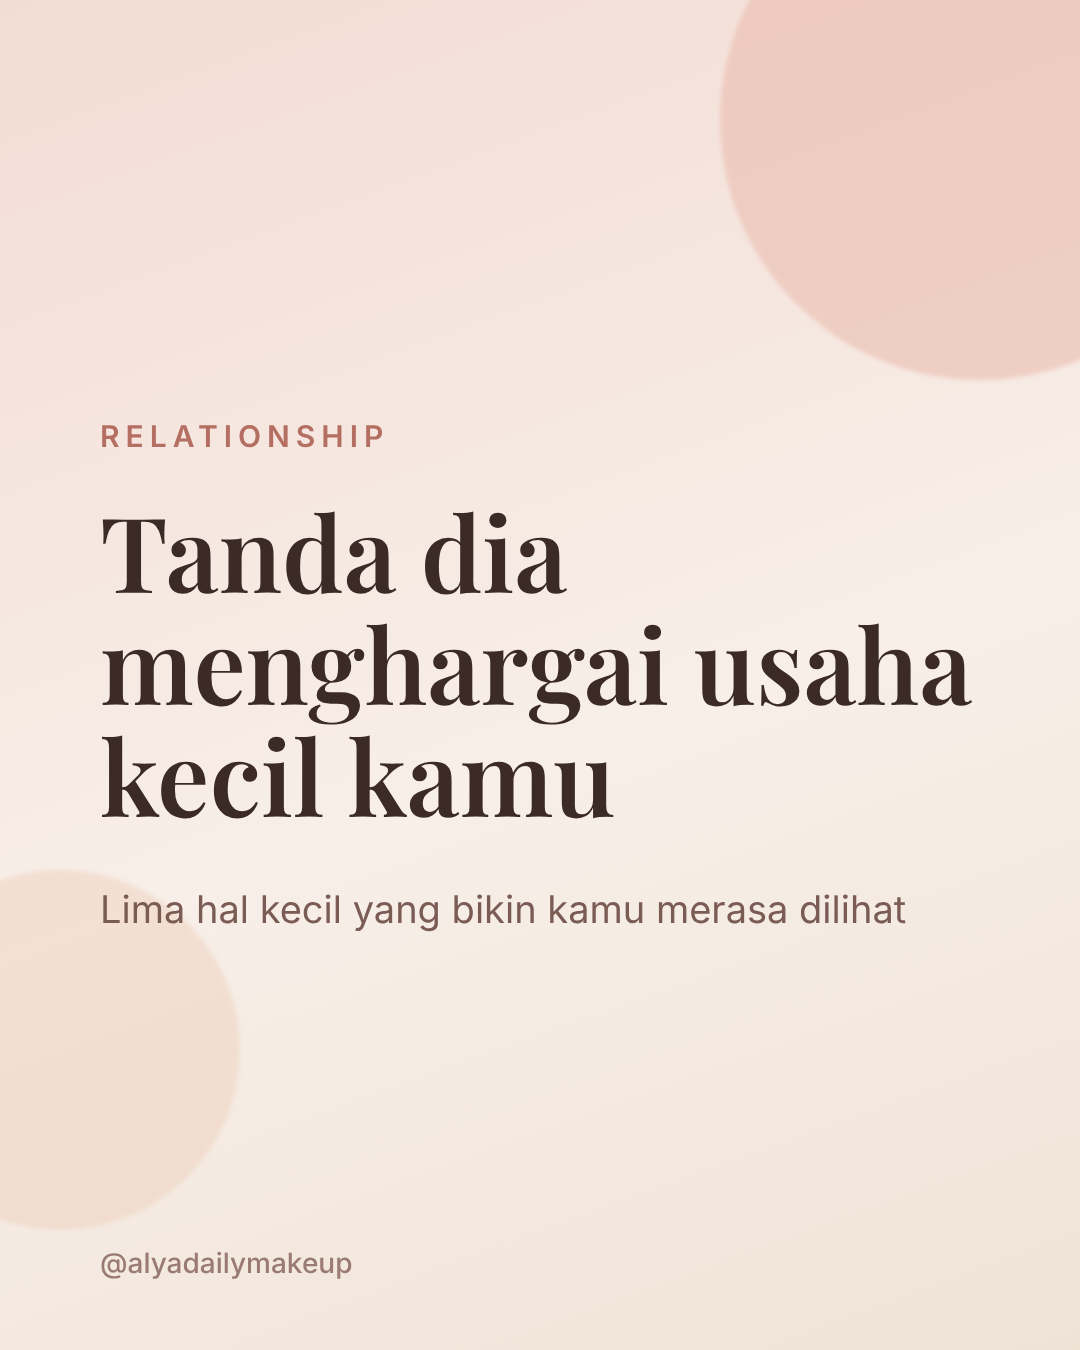 RELATIONSHIP
Tanda dia
menghargai usaha
kecil kamu
Lima hal kecil yang bikin kamu merasa dilihat
@alyadailymakeup